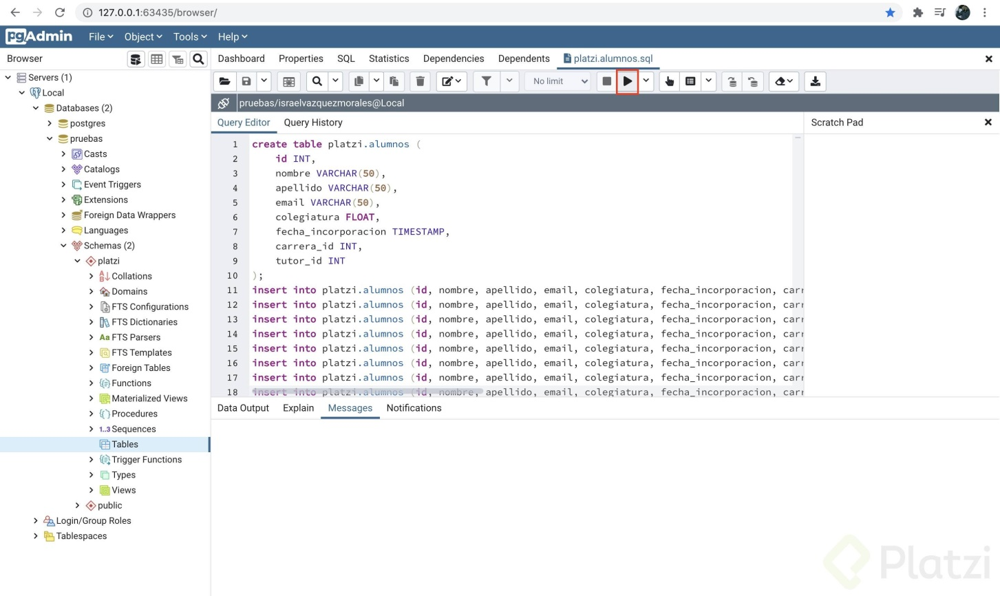 127.0.0.1:63435/browser/
pgAdmin File Object Tools Help
Browser
Dashboard Properties SQL Statistics Dependencies Dependents platzi.alumnos.sql
No limit
pruebas/israelvazquezmorales@Local
Query Editor Query History
Scratch Pad
Servers (1)
Local
Databases (2)
postgres
pruebas
Casts
Catalogs
Event Triggers
Extensions
Foreign Data Wrappers
Languages
Schemas (2)
platzi
Collations
Domains
FTS Configurations
FTS Dictionaries
Aa FTS Parsers
FTS Templates
Foreign Tables
Functions
Materialized Views
Procedures
1..3 Sequences
Tables
Trigger Functions
Types
Views
public
Login/Group Roles
Tablespaces
1 create table platzi.alumnos (
2 id INT,
3 nombre VARCHAR(50),
4 apellido VARCHAR(50),
5 email VARCHAR(50),
6 colegiatura FLOAT,
7 fecha_incorporacion TIMESTAMP,
8 carrera_id INT,
9 tutor_id INT
10 );
11 insert into platzi.alumnos (id, nombre, apellido, email, colegiatura, fecha_incorporacion, carr
12 insert into platzi.alumnos (id, nombre, apellido, email, colegiatura, fecha_incorporacion, carr
13 insert into platzi.alumnos (id, nombre, apellido, email, colegiatura, fecha_incorporacion, carr
14 insert into platzi.alumnos (id, nombre, apellido, email, colegiatura, fecha_incorporacion, carr
15 insert into platzi.alumnos (id, nombre, apellido, email, colegiatura, fecha_incorporacion, carr
16 insert into platzi.alumnos (id, nombre, apellido, email, colegiatura, fecha_incorporacion, carr
17 insert into platzi.alumnos (id, nombre, apellido, email, colegiatura, fecha_incorporacion, carr
18 insert into platzi.alumnos (id, nombre, apellido, email, colegiatura, fecha_incorporacion, carr
Data Output Explain Messages Notifications
Platzi